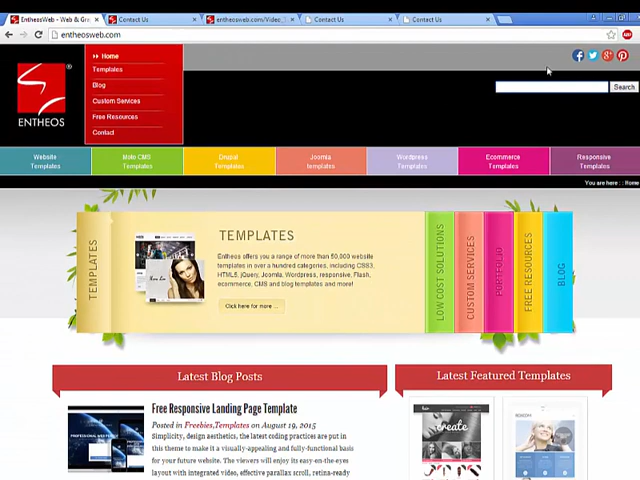 EntheosWeb - Web & Gra
Contact Us
entheosweb.com/Video_T
Contact Us
Contact Us
entheosweb.com
Home
Templates
Blog
Custom Services
Free Resources
Contact
ENTHEOS
Search
Website Templates
Moto CMS Templates
Drupal Templates
Joomla templates
Wordpress Templates
Ecommerce Templates
Responsive Templates
You are here : : Home
TEMPLATES
TEMPLATES
Entheos offers you a range of more than 50,000 website
templates in over a hundred categories, including CSS3,
HTML5, jQuery, Joomla, Wordpress, responsive, Flash,
ecommerce, CMS and blog templates and more!
Click here for more ...
LOW COST SOLUTIONS
CUSTOM SERVICES
PORTFOLIO
FREE RESOURCES
BLOG
Latest Blog Posts
Latest Featured Templates
Free Responsive Landing Page Template
Posted in Freebies,Templates on August 19, 2015
Simplicity, design aesthetics, the latest coding practices are put in
this theme to make it a visually-appealing and fully-functional basis
for your future website. The viewers will enjoy its easy-on-the-eyes
layout with integrated video, effective parallax scroll, retina-ready
create